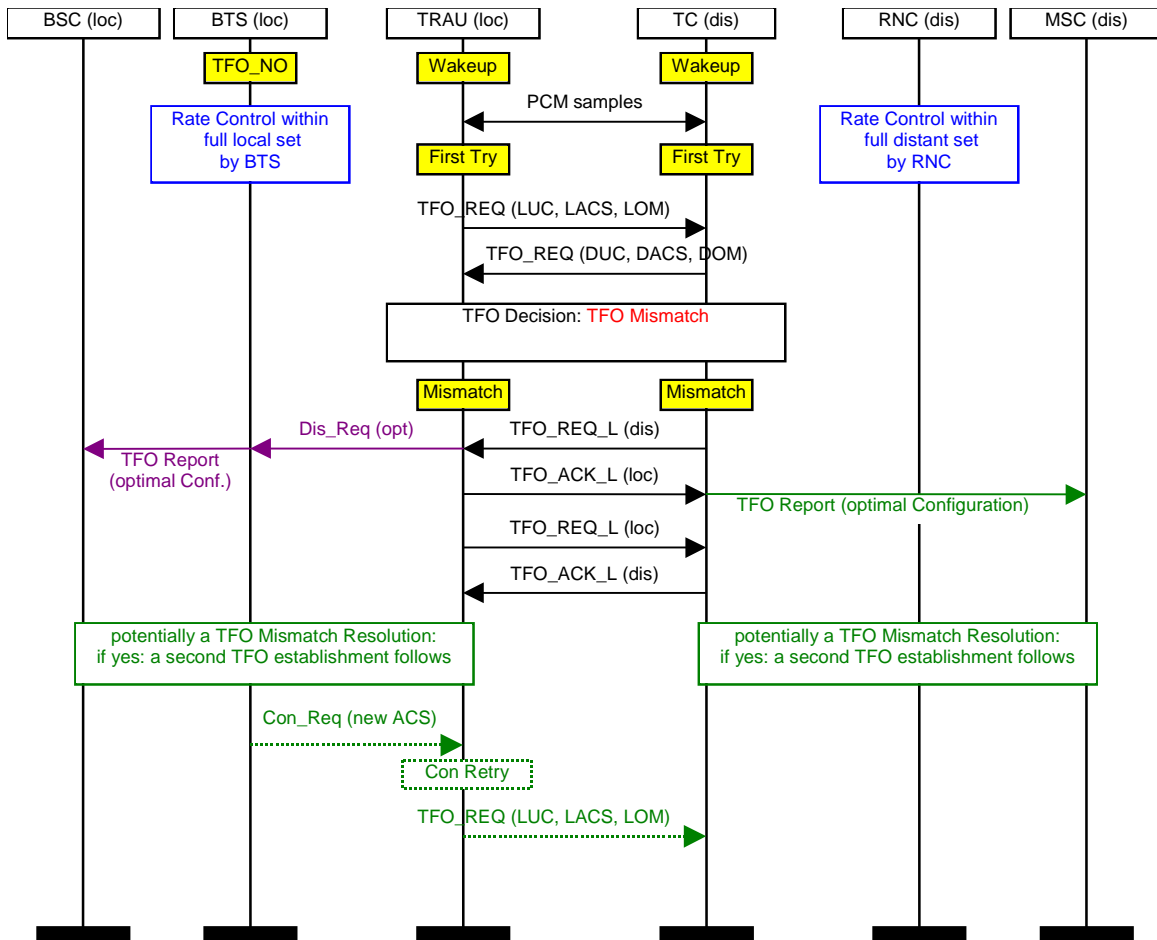 BSC (loc)
BTS (loc)
TRAU (loc)
TC (dis)
RNC (dis)
MSC (dis)
TFO_NO
Wakeup
Wakeup
PCM samples
Rate Control within
full local set
by BTS
Rate Control within
full distant set
by RNC
First Try
First Try
TFO_REQ (LUC, LACS, LOM)
TFO_REQ (DUC, DACS, DOM)
TFO Decision: TFO Mismatch
Mismatch
Mismatch
Dis_Req (opt)
TFO_REQ_L (dis)
TFO Report
(optimal Conf.)
TFO_ACK_L (loc)
TFO Report (optimal Configuration)
TFO_REQ_L (loc)
TFO_ACK_L (dis)
potentially a TFO Mismatch Resolution:
if yes: a second TFO establishment follows
potentially a TFO Mismatch Resolution:
if yes: a second TFO establishment follows
Con_Req (new ACS)
Con Retry
TFO_REQ (LUC, LACS, LOM)